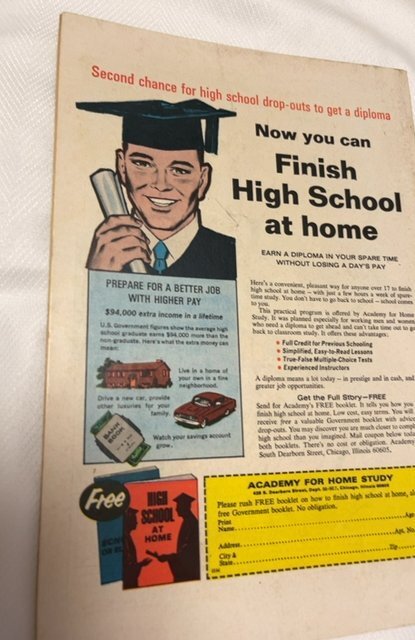 Second chance for high school drop-outs to get a diploma
Now you can
Finish
High School
at home
EARN A DIPLOMA IN YOUR SPARE TIME
WITHOUT LOSING A DAY'S PAY
PREPARE FOR A BETTER JOB
WITH HIGHER PAY
$94,000 extra income in a lifetime
U.S. Government figures show the average high
school graduate earns $94,000 more than the
non-graduate. Here's what the extra money can
mean:
Live in a home of
your own in a fine
neighborhood.
Drive a new car, provide
other luxuries for your
family.
BANK
BOOK
Watch your savings account
grow.
Here's a convenient, pleasant way for anyone over 17 to finish
high school at home – with just a few hours a week of spare-
time study. You don't have to go back to school – school comes
to you.
This practical program is offered by Academy for Home
Study. It was planned especially for working men and women
who need a diploma to get ahead and can't take time out to go
back to classroom study. It offers these advantages:
• Full Credit for Previous Schooling
• Simplified, Easy-to-Read Lessons
• True-False Multiple-Choice Tests
• Experienced Instructors
A diploma means a lot today – in prestige and in cash, and
greater job opportunities.
Get the Full Story—FREE
Send for Academy's FREE booklet. It tells you how you
finish high school at home. Low cost, easy terms. You also
receive free a valuable Government booklet with advice
drop-outs. You may discover you are much closer to compl
high school than you imagined. Mail coupon below today
both booklets. There's no cost or obligation. Academy
South Dearborn Street, Chicago, Illinois 60605.
Free
HIGH
SCHOOL
AT
HOME
ACADEMY FOR HOME STUDY
S. Dearborn Street, Chicago, Illinois 60605
Please rush FREE booklet on how to finish high school at home,
free Government booklet. No obligation.
Print
Name Age
Address Apt. No.
City &
State Zip